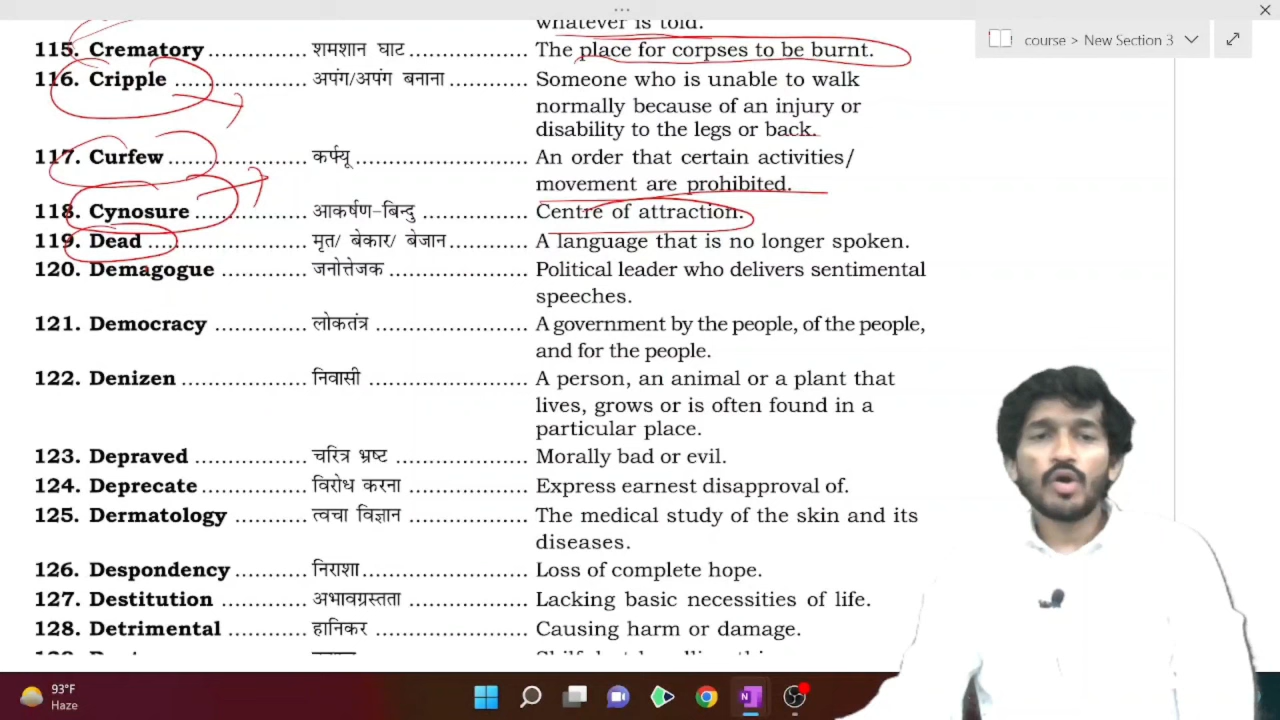 whatever is told.
course > New Section 3
115. Crematory ............ शमशान घाट ................ The place for corpses to be burnt.
116. Cripple .................. अपंग/अपंग बनाना ........... Someone who is unable to walk
normally because of an injury or
disability to the legs or back.
117. Curfew ................... कर्फ्यू ........................ An order that certain activities/
movement are prohibited.
118. Cynosure ............... आकर्षण-बिन्दु .............. Centre of attraction.
119. Dead ..................... मृत/ बेकार/ बेजान ........... A language that is no longer spoken.
120. Demagogue ........... जनोत्तेजक ................... Political leader who delivers sentimental
speeches.
121. Democracy ............ लोकतंत्र ..................... A government by the people, of the people,
and for the people.
122. Denizen ................ निवासी ...................... A person, an animal or a plant that
lives, grows or is often found in a
particular place.
123. Depraved .............. चरित्र भ्रष्ट .................. Morally bad or evil.
124. Deprecate ............. विरोध करना ................ Express earnest disapproval of.
125. Dermatology ......... त्वचा विज्ञान ................ The medical study of the skin and its
diseases.
126. Despondency ......... निराशा ...................... Loss of complete hope.
127. Destitution ............ अभावग्रस्तता ................ Lacking basic necessities of life.
128. Detrimental ........... हानिकर ..................... Causing harm or damage.
93°F
Haze